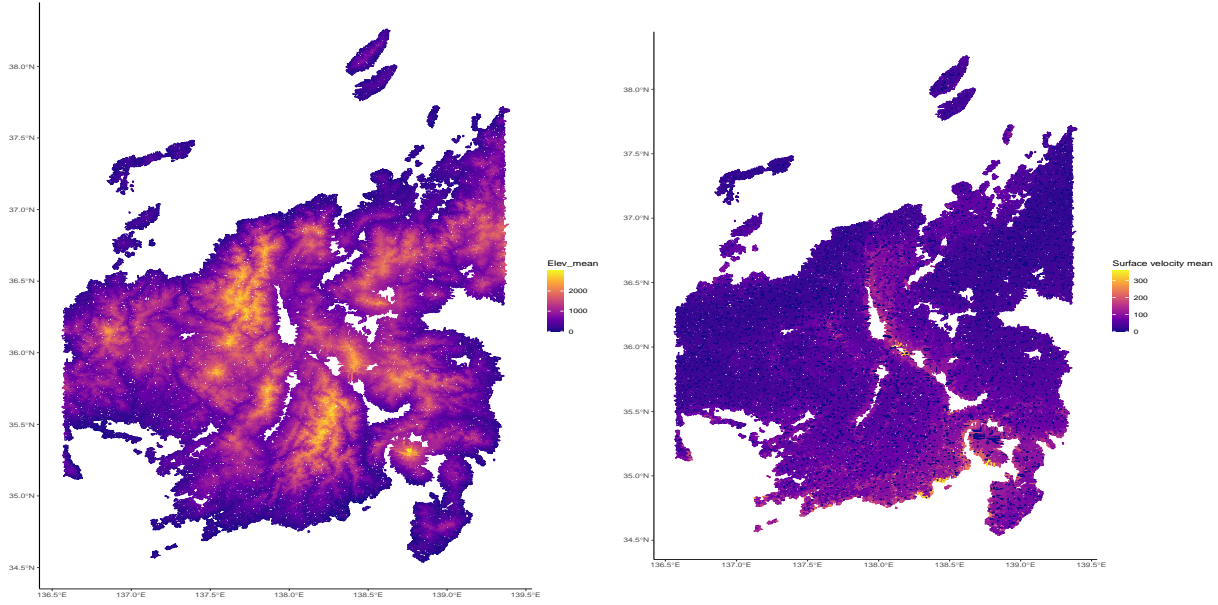 38.0°N
37.5°N
37.0°N
36.5°N
36.0°N
35.5°N
35.0°N
34.5°N
136.5°E 137.0°E 137.5°E 138.0°E 138.5°E 139.0°E 139.5°E
Elev_mean
2000
1000
0
38.0°N
37.5°N
37.0°N
36.5°N
36.0°N
35.5°N
35.0°N
34.5°N
136.5°E 137.0°E 137.5°E 138.0°E 138.5°E 139.0°E 139.5°E
Surface velocity mean
300
200
100
0